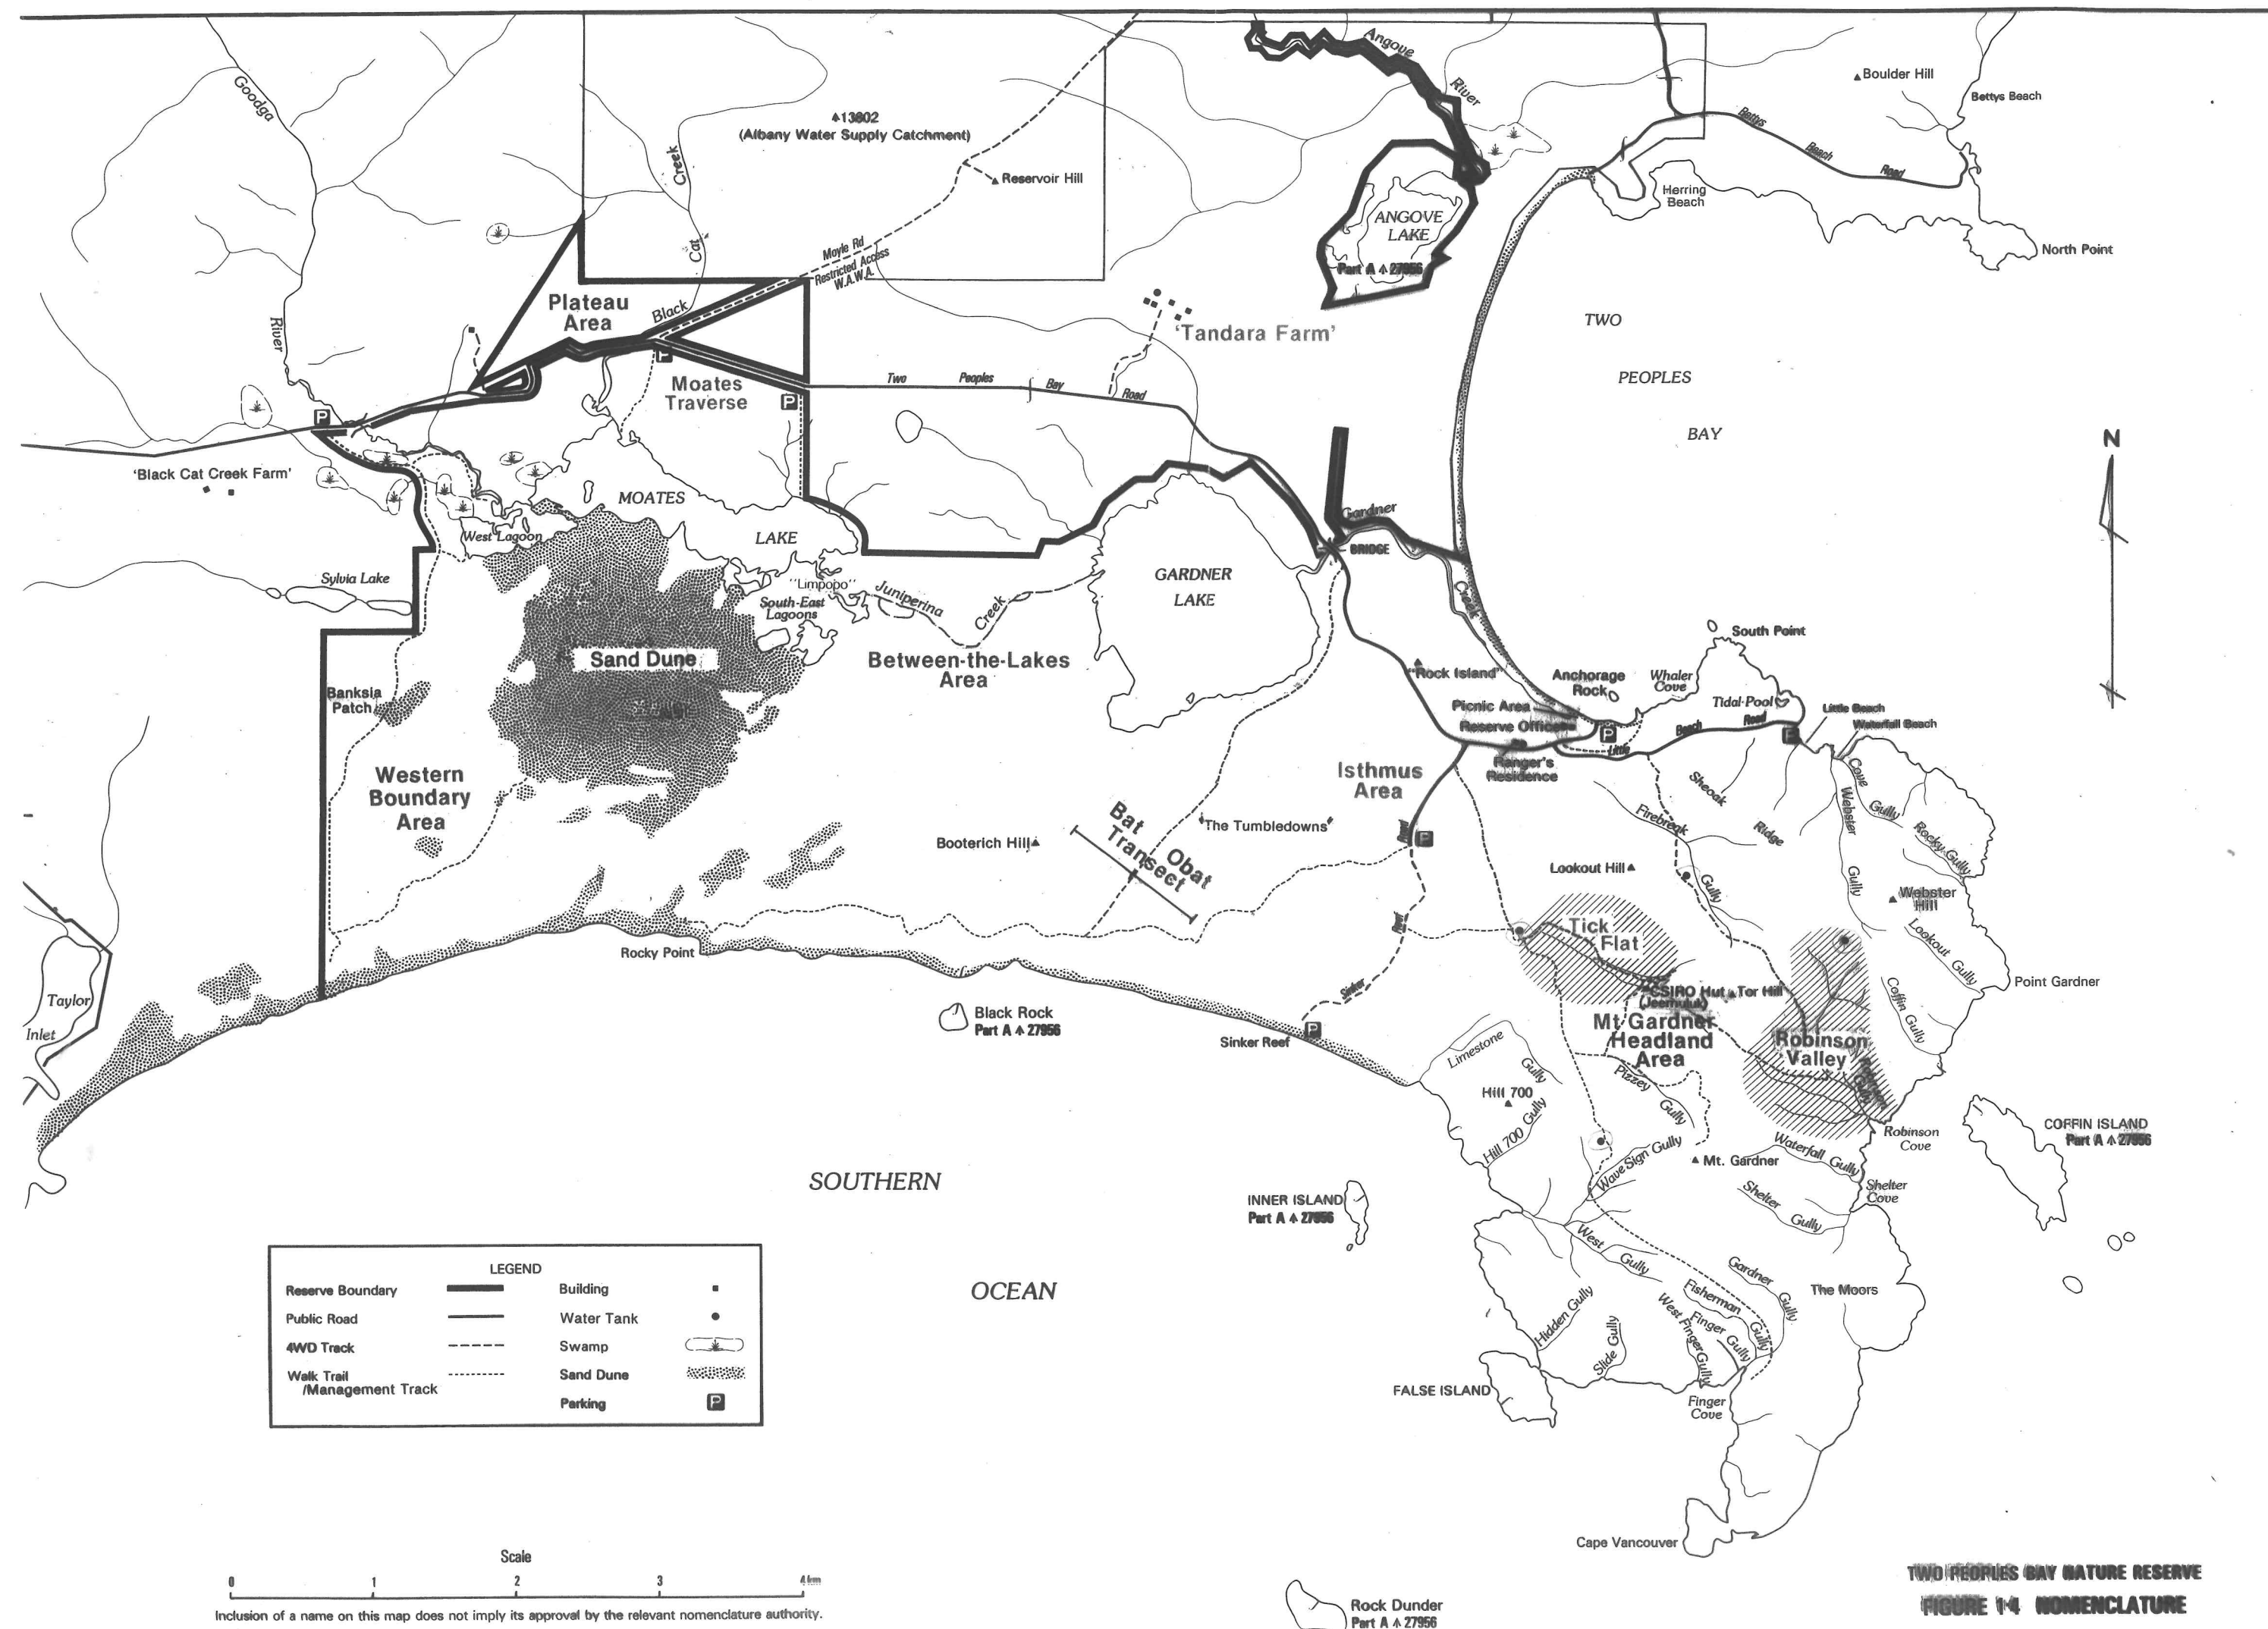 Goodga
River
Angove
River
Boulder Hill
Bettys Beach
13802
(Albany Water Supply Catchment)
Black
Cat
Creek
Reservoir Hill
Bettys
Beach
Road
Herring
Beach
North Point
ANGOVE
LAKE
Part A 27956
Moyle Rd
Restricted Access
W.A.W.A.
Plateau
Area
'Tandara Farm'
TWO
PEOPLES
BAY
P
P
P
Moates
Traverse
Two Peoples Bay Road
N
'Black Cat Creek Farm'
MOATES
LAKE
West Lagoon
Gardner
Creek
BRIDGE
Sylvia Lake
"Limpopo"
South-East
Lagoons
Juniperina
Creek
GARDNER
LAKE
Sand Dune
Between-the-Lakes
Area
"Rock Island"
South Point
Anchorage
Rock
Whaler
Cove
Tidal Pool
Little Beach
Waterfall Beach
Banksia
Patch
Picnic Area
Reserve Office
Ranger's
Residence
P
Little Beach Road
P
Western
Boundary
Area
Isthmus
Area
Bat Obat
Transect
"The Tumbledowns"
Booterich Hill
P
Sheoak
Ridge
Firebreak
Gully
Cove
Gully
Webster
Gully
Rocky Gully
Lookout Hill
Webster
Hill
Lookout Gully
Coffin Gully
Point Gardner
Tick
Flat
CSIRO Hut
(Jeemuluk)
Tor Hill
Mt Gardner
Headland
Area
Robinson
Valley
Robinson
Gully
Rocky Point
Black Rock
Part A 27956
Sinker
Reef
Road
P
Sinker Reef
Taylor
Inlet
Limestone
Gully
Hill 700
Hill 700 Gully
Pizzey
Gully
Wave Sign Gully
Mt. Gardner
Waterfall Gully
Robinson
Cove
Shelter
Cove
Shelter
Gully
COFFIN ISLAND
Part A 27956
SOUTHERN
OCEAN
INNER ISLAND
Part A 27956
West
Gully
Gardner
Gully
The Moors
Fisherman
Gully
Finger Gully
West Finger Gully
Hidden Gully
Slide Gully
FALSE ISLAND
Finger
Cove
Cape Vancouver
LEGEND
Reserve Boundary
Public Road
4WD Track
Walk Trail
/Management Track
Building
Water Tank
Swamp
Sand Dune
Parking
P
Scale
0 1 2 3 4 km
Inclusion of a name on this map does not imply its approval by the relevant nomenclature authority.
Rock Dunder
Part A 27956
TWO PEOPLES BAY NATURE RESERVE
FIGURE 1·4 NOMENCLATURE